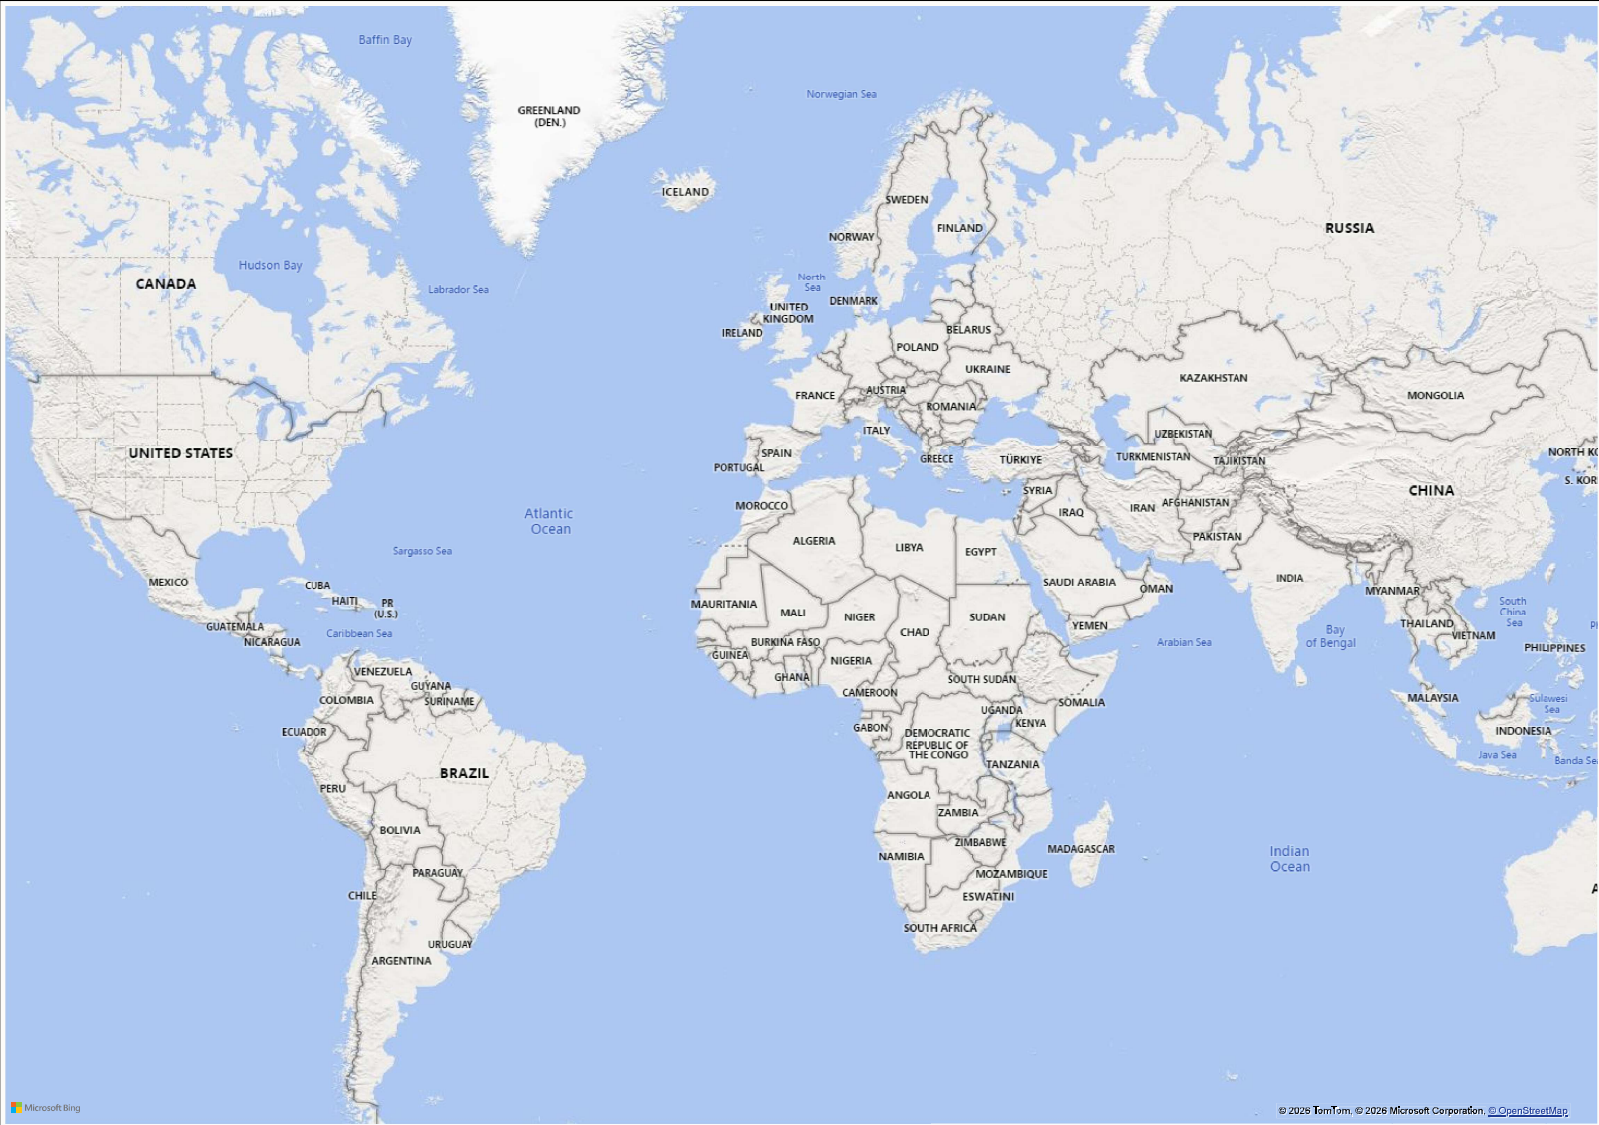 Baffin Bay
GREENLAND
(DEN.)
Norwegian Sea
ICELAND
SWEDEN
NORWAY
FINLAND
RUSSIA
Hudson Bay
CANADA
Labrador Sea
North
Sea
DENMARK
UNITED
KINGDOM
IRELAND
BELARUS
POLAND
UKRAINE
KAZAKHSTAN
MONGOLIA
FRANCE
AUSTRIA
ROMANIA
ITALY
UZBEKISTAN
UNITED STATES
SPAIN
PORTUGAL
GREECE
TÜRKIYE
TURKMENISTAN
TAJIKISTAN
NORTH KO
S. KOR
CHINA
SYRIA
MOROCCO
IRAQ
IRAN
AFGHANISTAN
Atlantic
Ocean
PAKISTAN
ALGERIA
LIBYA
EGYPT
Sargasso Sea
MEXICO
CUBA
HAITI
PR
(U.S.)
SAUDI ARABIA
OMAN
INDIA
MYANMAR
MAURITANIA
MALI
NIGER
CHAD
SUDAN
YEMEN
South
China
Sea
THAILAND
VIETNAM
PHILIPPINES
Pl
GUATEMALA
NICARAGUA
Caribbean Sea
BURKINA FASO
GUINEA
NIGERIA
GHANA
Arabian Sea
Bay
of Bengal
VENEZUELA
GUYANA
SURINAME
COLOMBIA
CAMEROON
SOUTH SUDAN
SOMALIA
MALAYSIA
Sulawesi
Sea
ECUADOR
GABON
UGANDA
KENYA
DEMOCRATIC
REPUBLIC OF
THE CONGO
INDONESIA
Java Sea
Banda Sea
BRAZIL
PERU
TANZANIA
ANGOLA
ZAMBIA
BOLIVIA
ZIMBABWE
MADAGASCAR
NAMIBIA
Indian
Ocean
PARAGUAY
MOZAMBIQUE
CHILE
ESWATINI
A
SOUTH AFRICA
URUGUAY
ARGENTINA
Microsoft Bing
© 2026 TomTom, © 2026 Microsoft Corporation, © OpenStreetMap